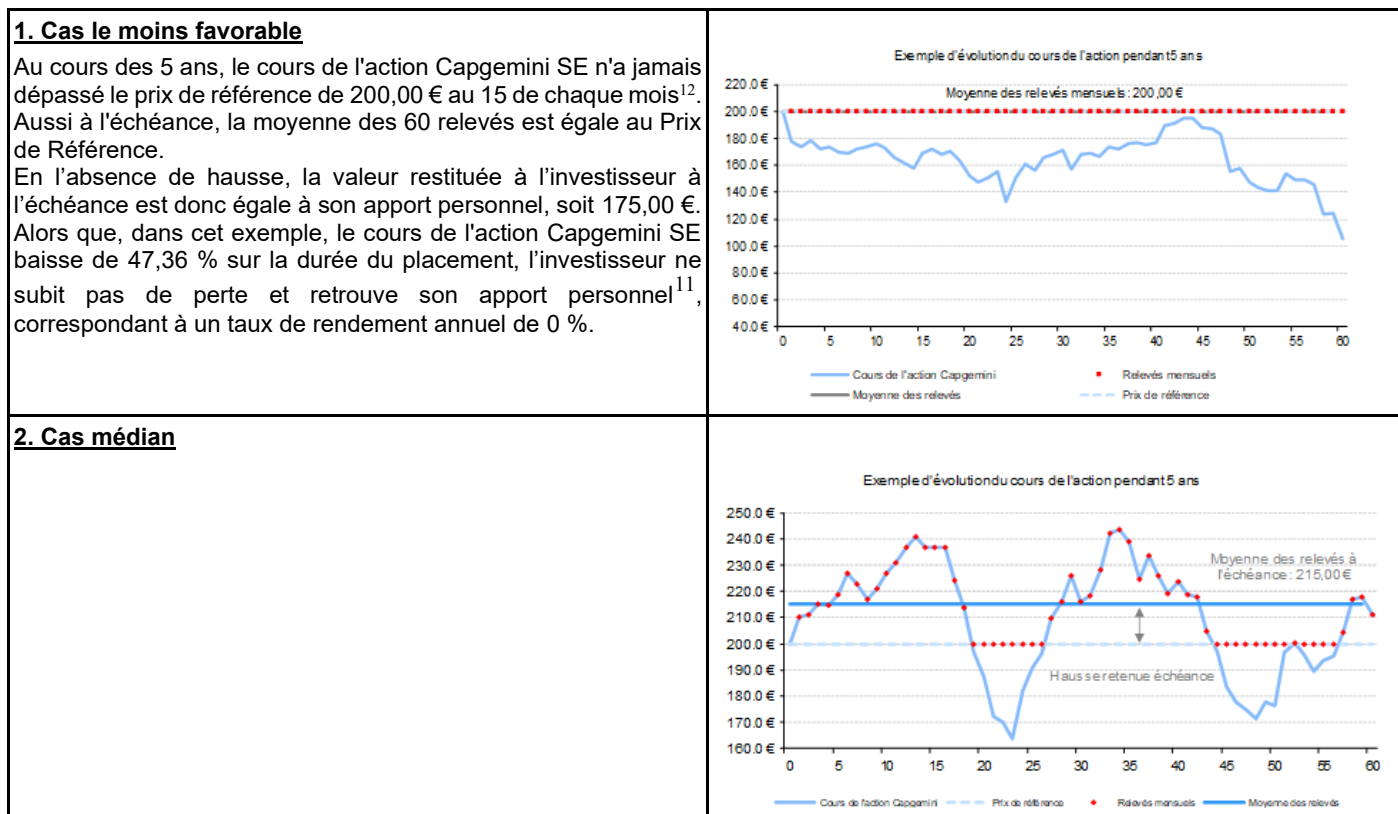 1. Cas le moins favorable
Au cours des 5 ans, le cours de l'action Capgemini SE n'a jamais
dépassé le prix de référence de 200,00 € au 15 de chaque mois12.
Aussi à l'échéance, la moyenne des 60 relevés est égale au Prix
de Référence.
En l’absence de hausse, la valeur restituée à l’investisseur à
l’échéance est donc égale à son apport personnel, soit 175,00 €.
Alors que, dans cet exemple, le cours de l'action Capgemini SE
baisse de 47,36 % sur la durée du placement, l’investisseur ne
subit pas de perte et retrouve son apport personnel11,
correspondant à un taux de rendement annuel de 0 %.
Exemple d'évolution du cours de l'action pendant 5 ans
Moyenne des relevés mensuels : 200,00 €
220.0 €
200.0 €
180.0 €
160.0 €
140.0 €
120.0 €
100.0 €
80.0 €
60.0 €
40.0 €
0 5 10 15 20 25 30 35 40 45 50 55 60
Cours de l'action Capgemini Relevés mensuels
Moyenne des relevés Prix de référence
2. Cas médian
Exemple d'évolution du cours de l'action pendant 5 ans
250.0 €
240.0 €
230.0 €
220.0 €
210.0 €
200.0 €
190.0 €
180.0 €
170.0 €
160.0 €
Moyenne des relevés à
l'échéance : 215,00 €
Hausse retenue échéance
0 5 10 15 20 25 30 35 40 45 50 55 60
Cours de l'action Capgemini Prix de référence Relevés mensuels Moyenne des relevés